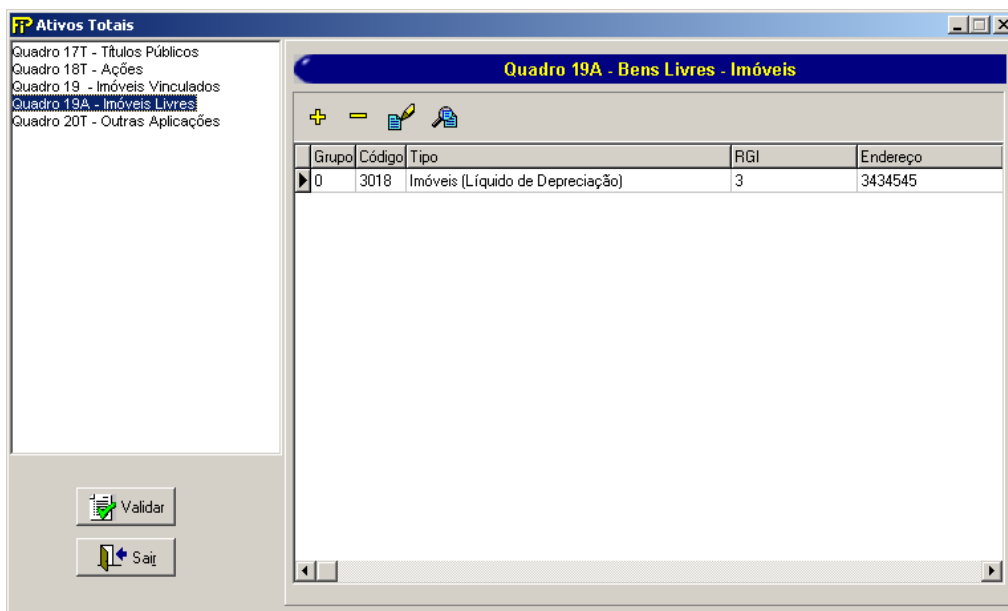 FIP Ativos Totais
Quadro 17T - Títulos Públicos
Quadro 18T - Ações
Quadro 19 - Imóveis Vinculados
Quadro 19A - Imóveis Livres
Quadro 20T - Outras Aplicações
Validar
Sair
Quadro 19A - Bens Livres - Imóveis
Grupo Código Tipo RGI Endereço
0 3018 Imóveis (Líquido de Depreciação) 3 3434545